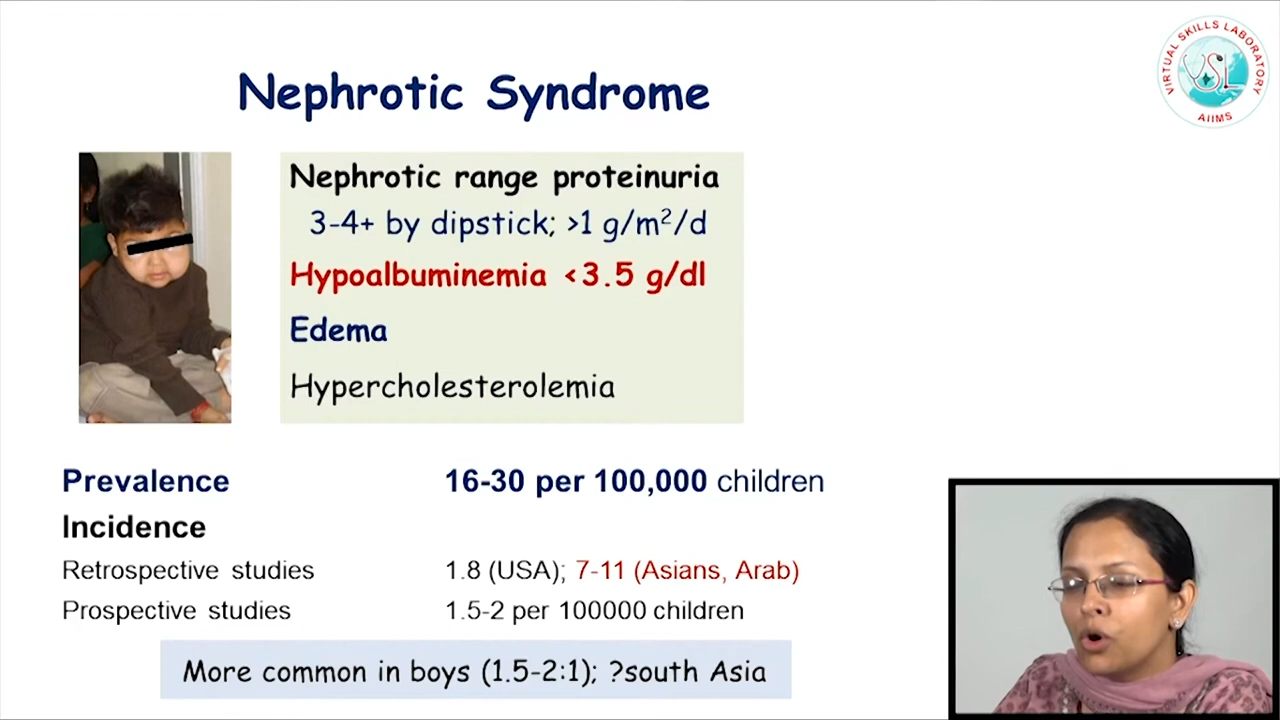 VIRTUAL SKILLS LABORATORY
VSL
AIIMS
Nephrotic Syndrome
Nephrotic range proteinuria
3-4+ by dipstick; >1 g/m²/d
Hypoalbuminemia <3.5 g/dl
Edema
Hypercholesterolemia
Prevalence 16-30 per 100,000 children
Incidence
Retrospective studies 1.8 (USA); 7-11 (Asians, Arab)
Prospective studies 1.5-2 per 100000 children
More common in boys (1.5-2:1); ?south Asia